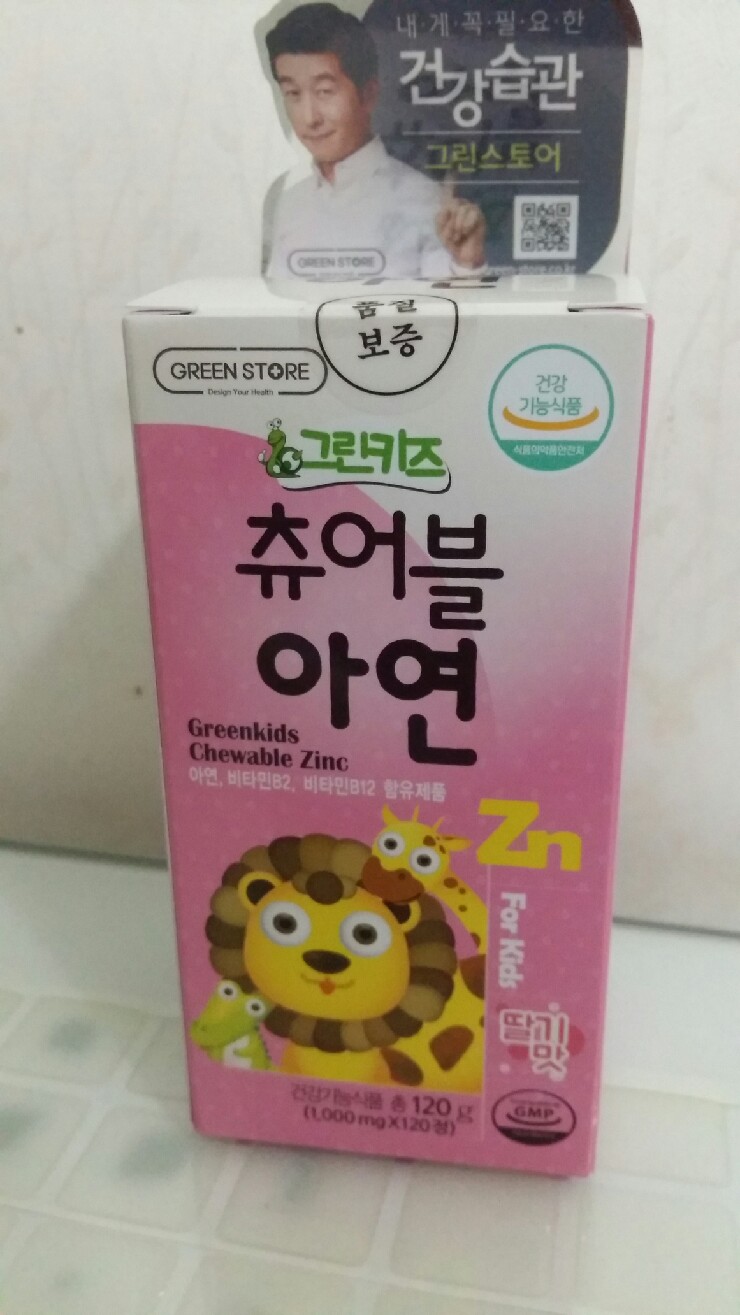 내·게·꼭·필·요·한
건강습관
그린스토어
GREEN STORE
품질
보증
GREEN STORE
Design Your Health
건강
기능식품
식품의약품안전처
그린키즈
츄어블
아연
Greenkids
Chewable Zinc
아연, 비타민B2, 비타민B12 함유제품
Zn
For Kids
딸기맛
건강기능식품 총 120 g
(1,000 mg X 120 정)
GMP